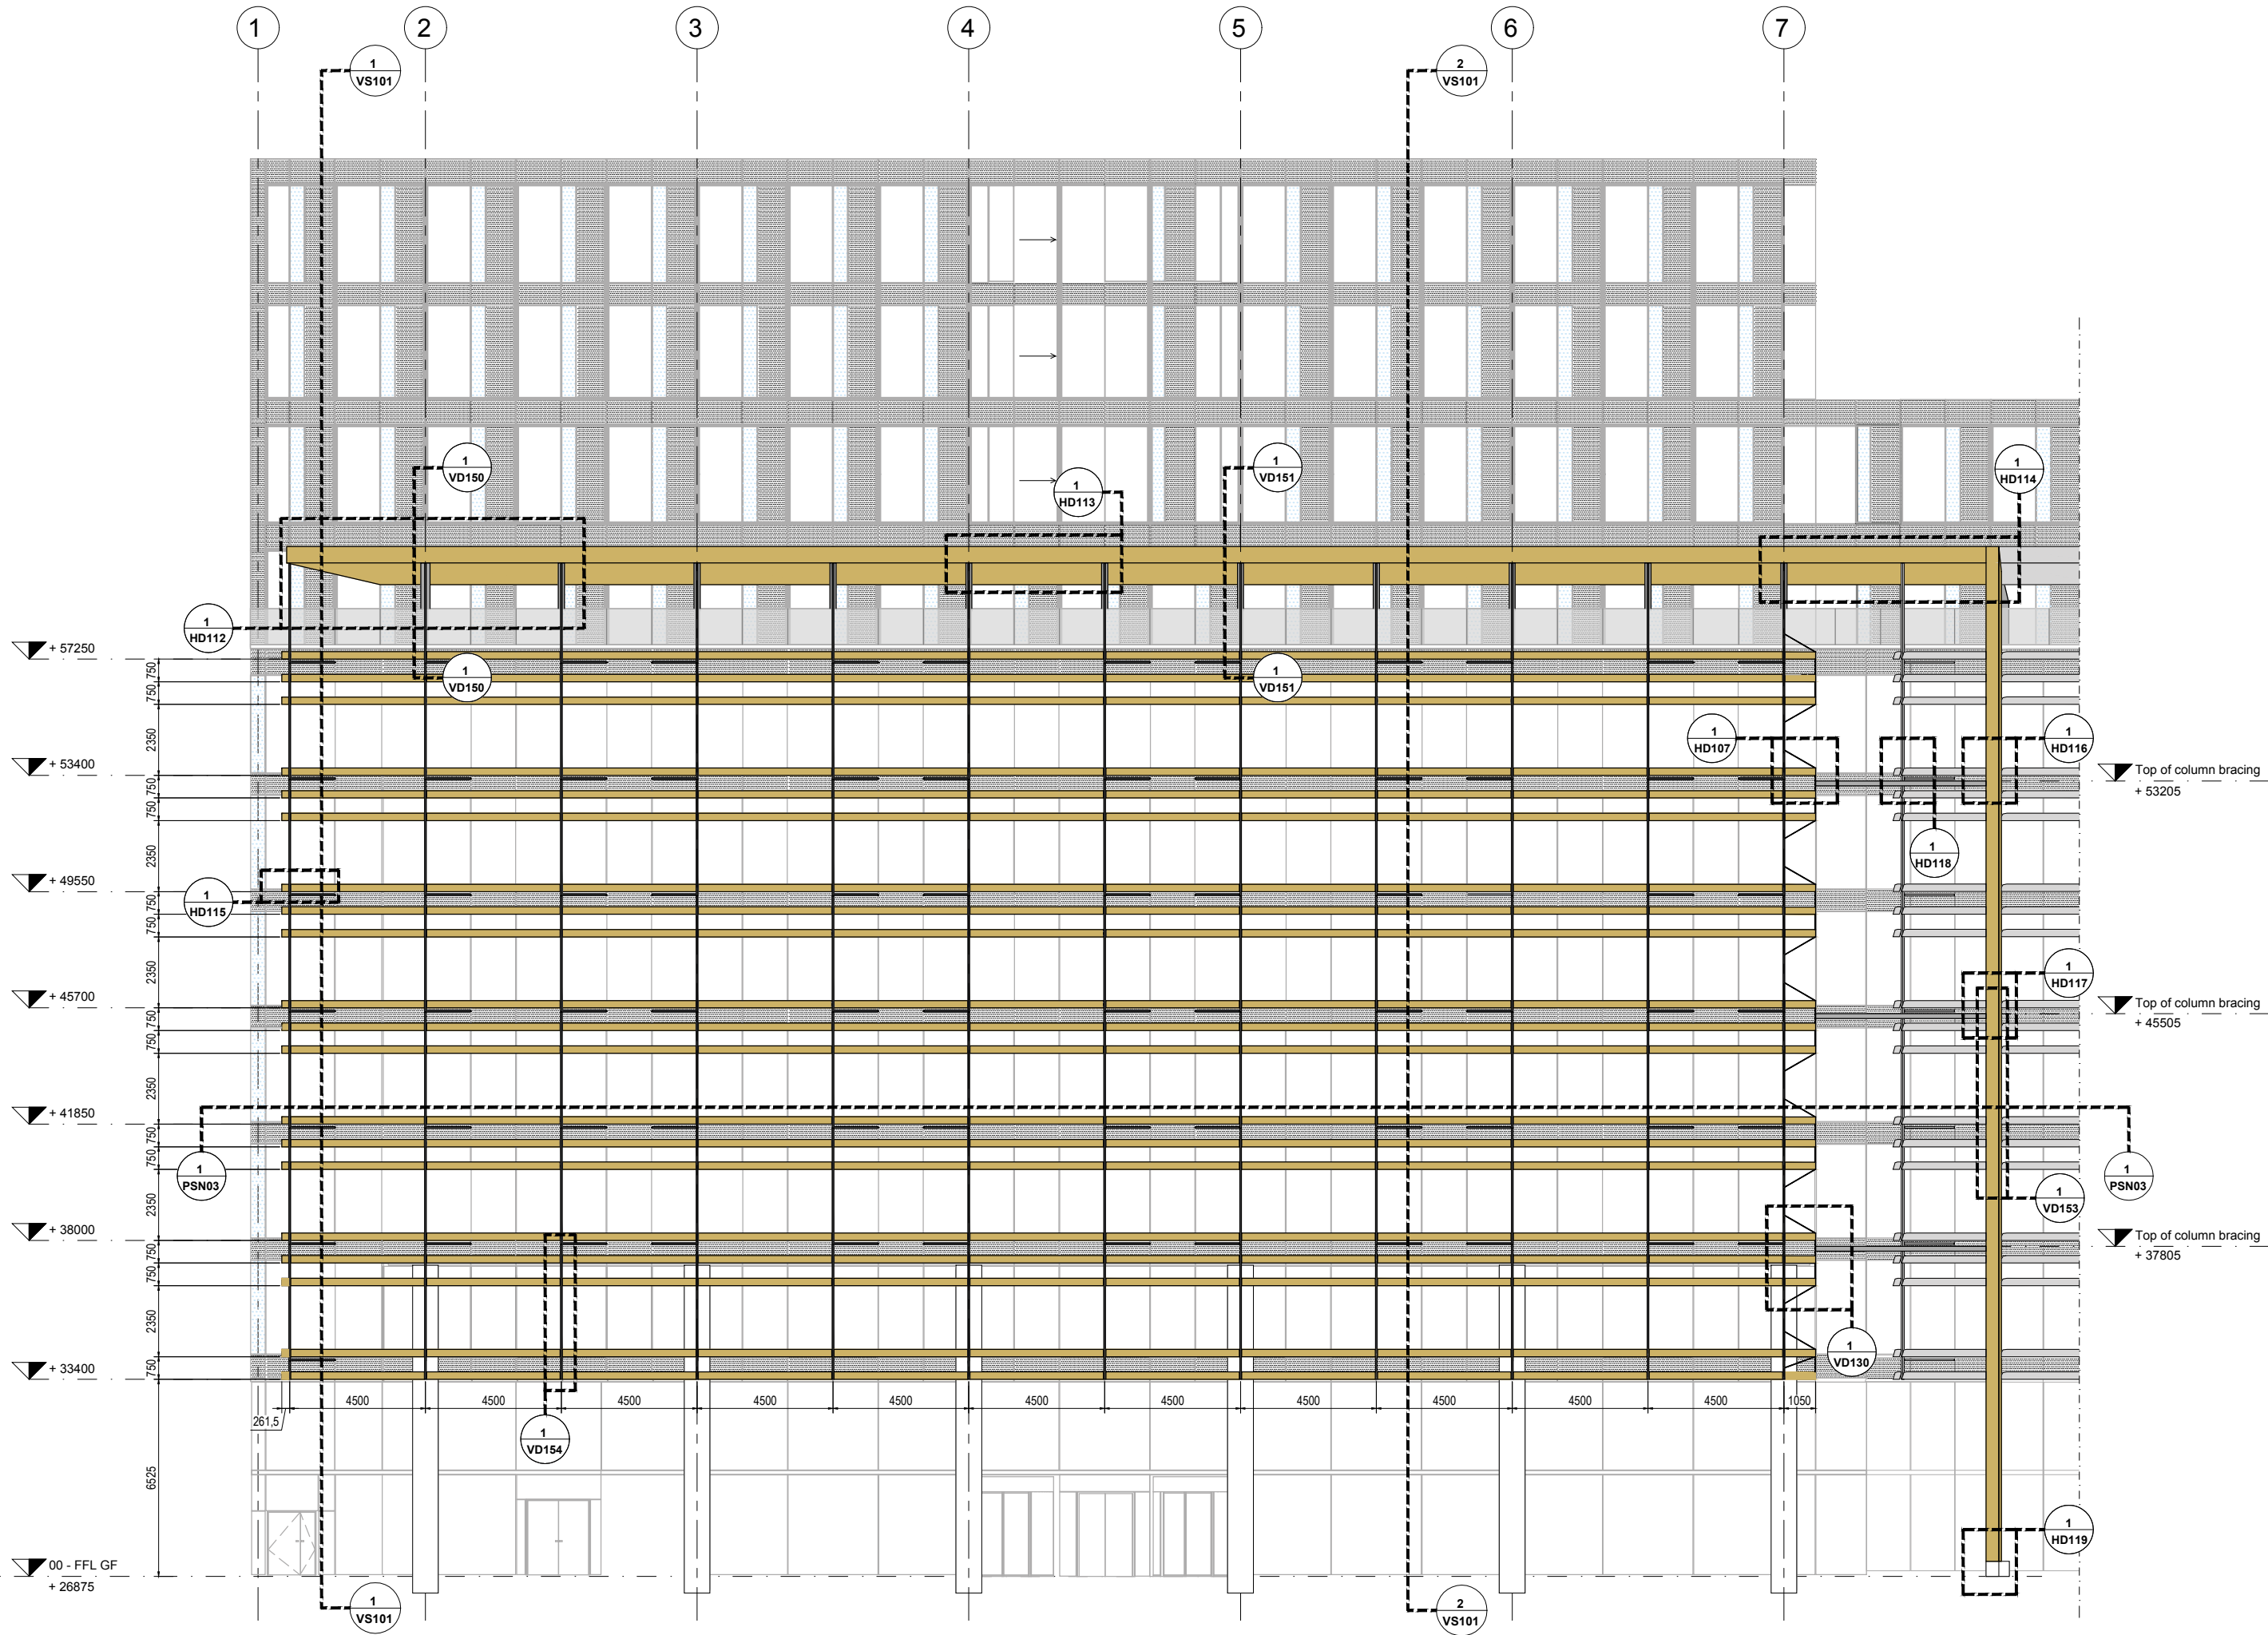 1
2
3
4
5
6
7
1
VS101
2
VS101
1
VD150
1
VD151
1
HD113
1
HD114
1
HD112
+ 57250
750
750
2350
1
VD150
1
VD151
1
HD107
1
HD116
+ 53400
750
750
2350
Top of column bracing
+ 53205
1
HD118
+ 49550
750
750
2350
1
HD115
1
HD117
+ 45700
750
750
2350
Top of column bracing
+ 45505
+ 41850
750
750
2350
1
PSN03
1
PSN03
1
VD153
+ 38000
750
750
2350
Top of column bracing
+ 37805
1
VD130
+ 33400
750
261,5
4500
4500
4500
4500
4500
4500
4500
4500
4500
4500
4500
1050
1
VD154
6525
1
HD119
00 - FFL GF
+ 26875
1
VS101
2
VS101